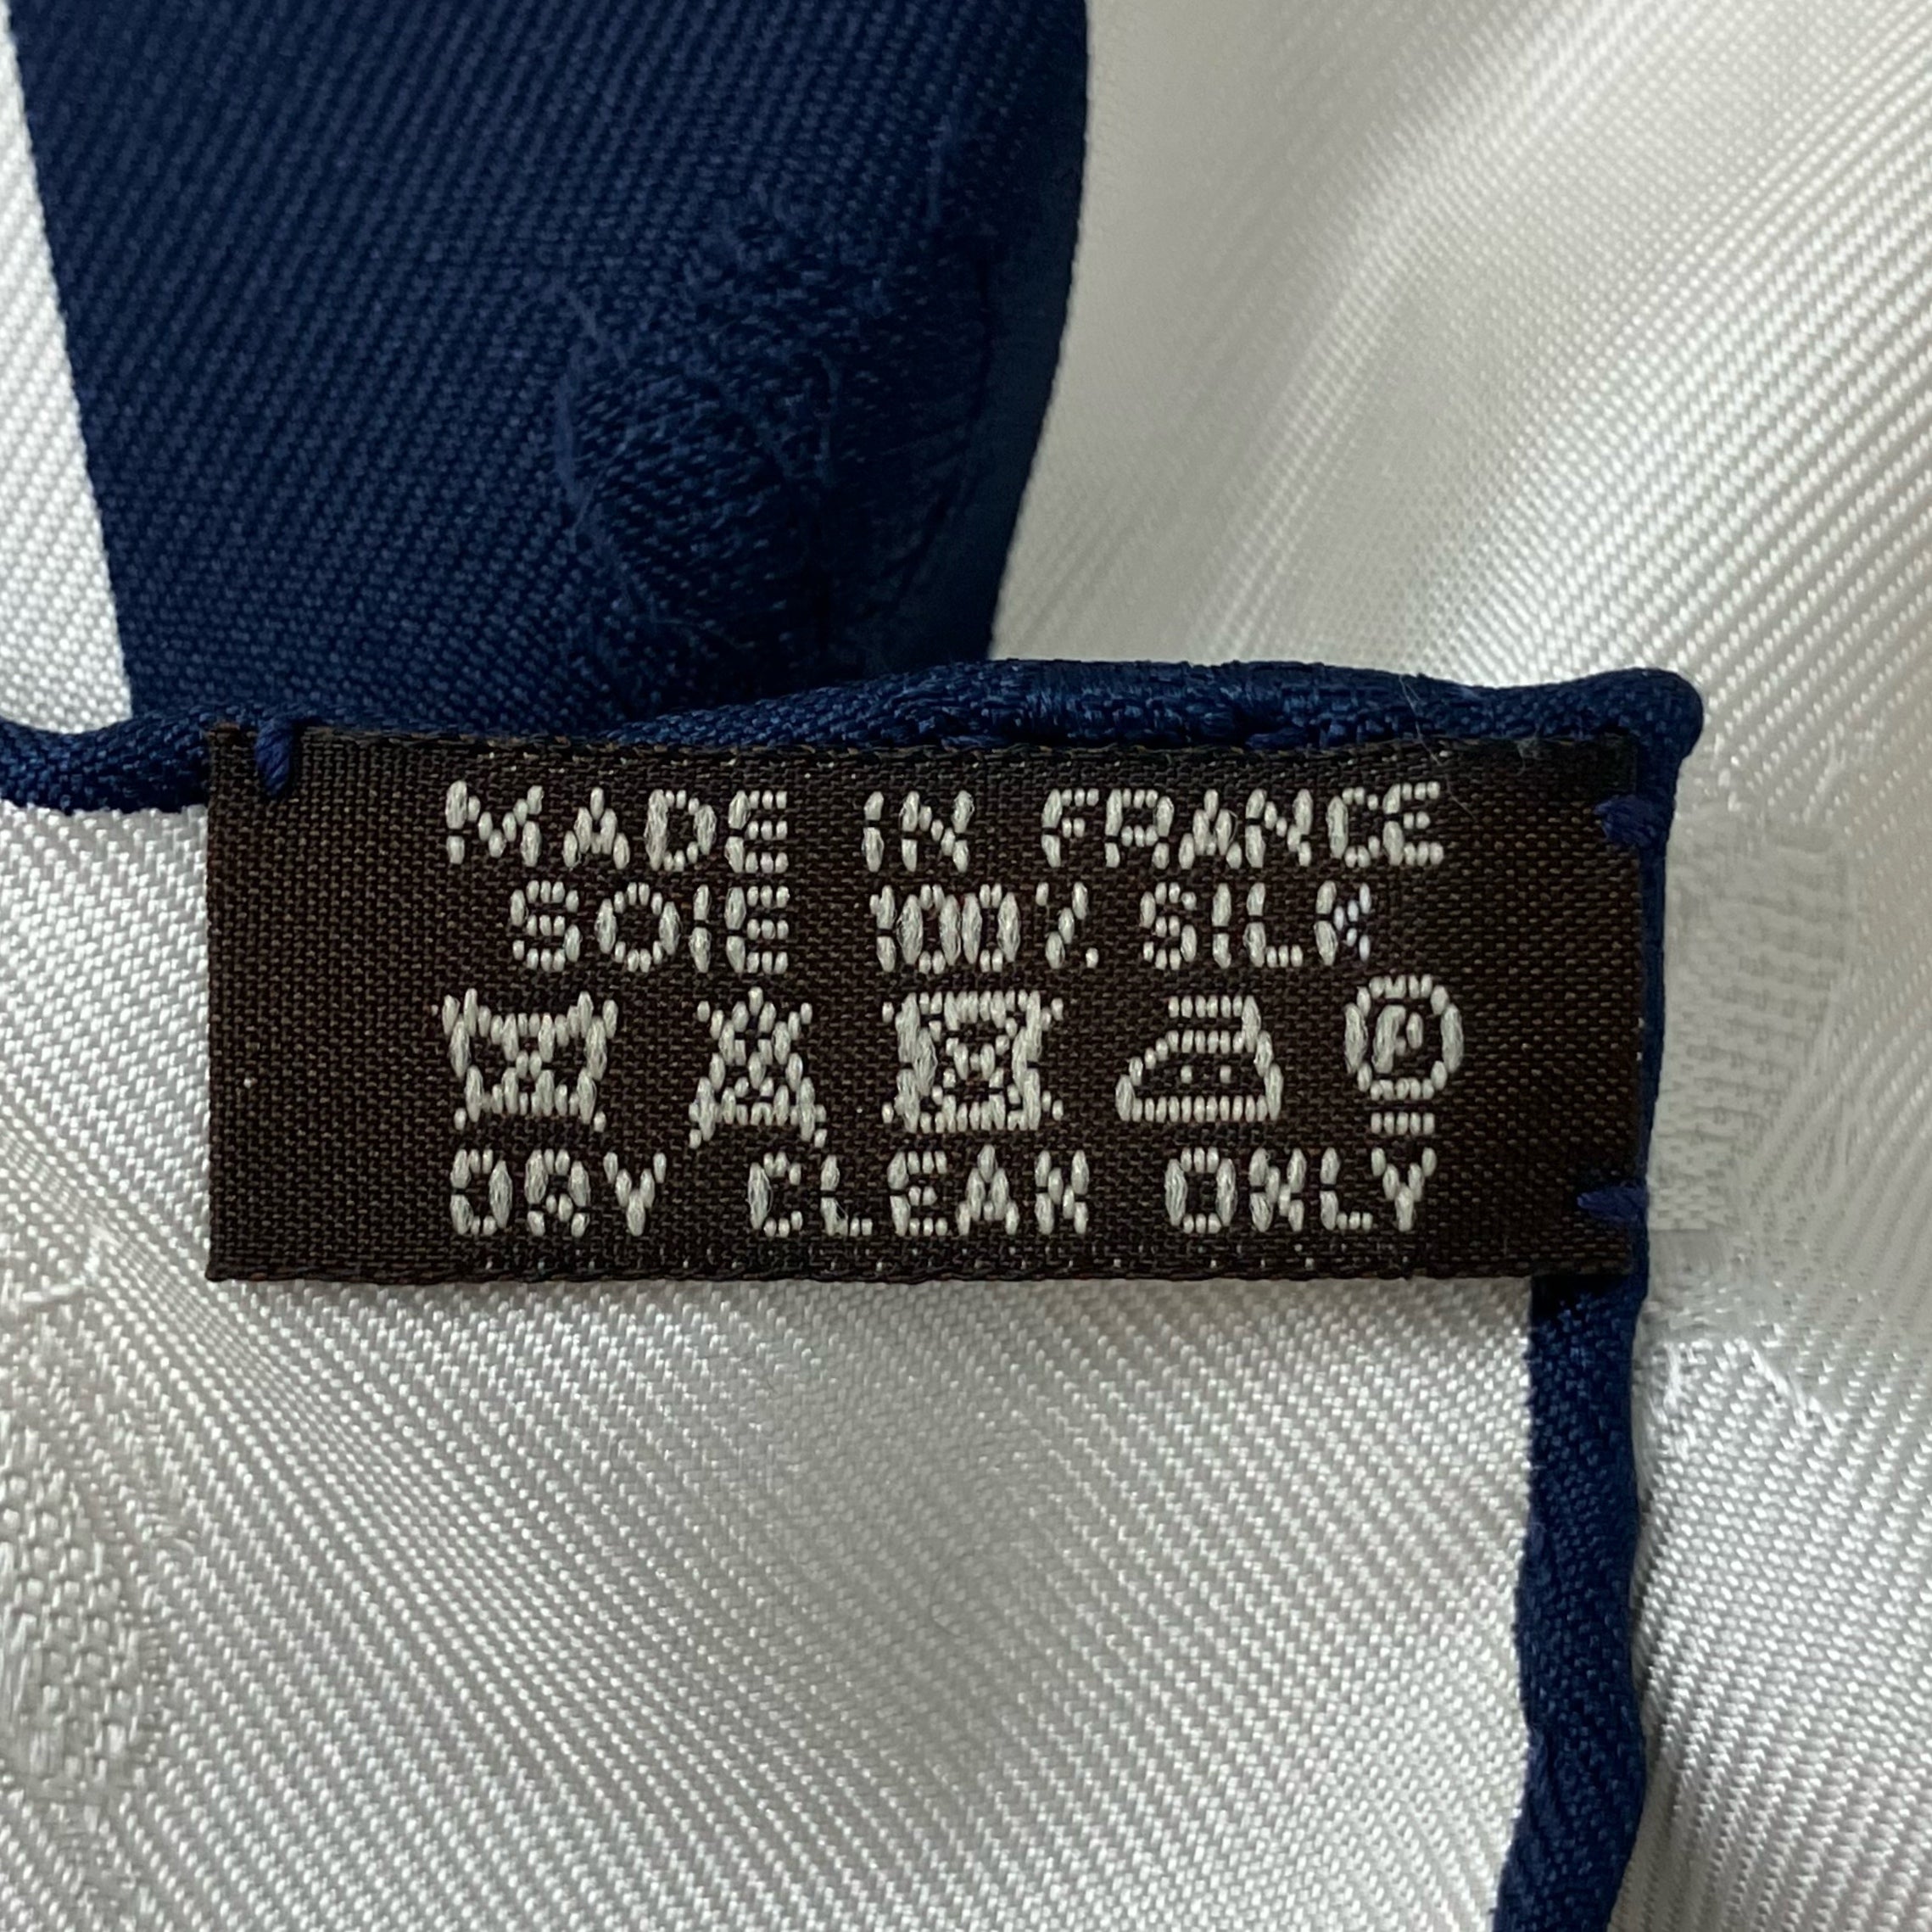 MADE IN FRANCE
SOIE 100% SILK
P
DRY CLEAN ONLY